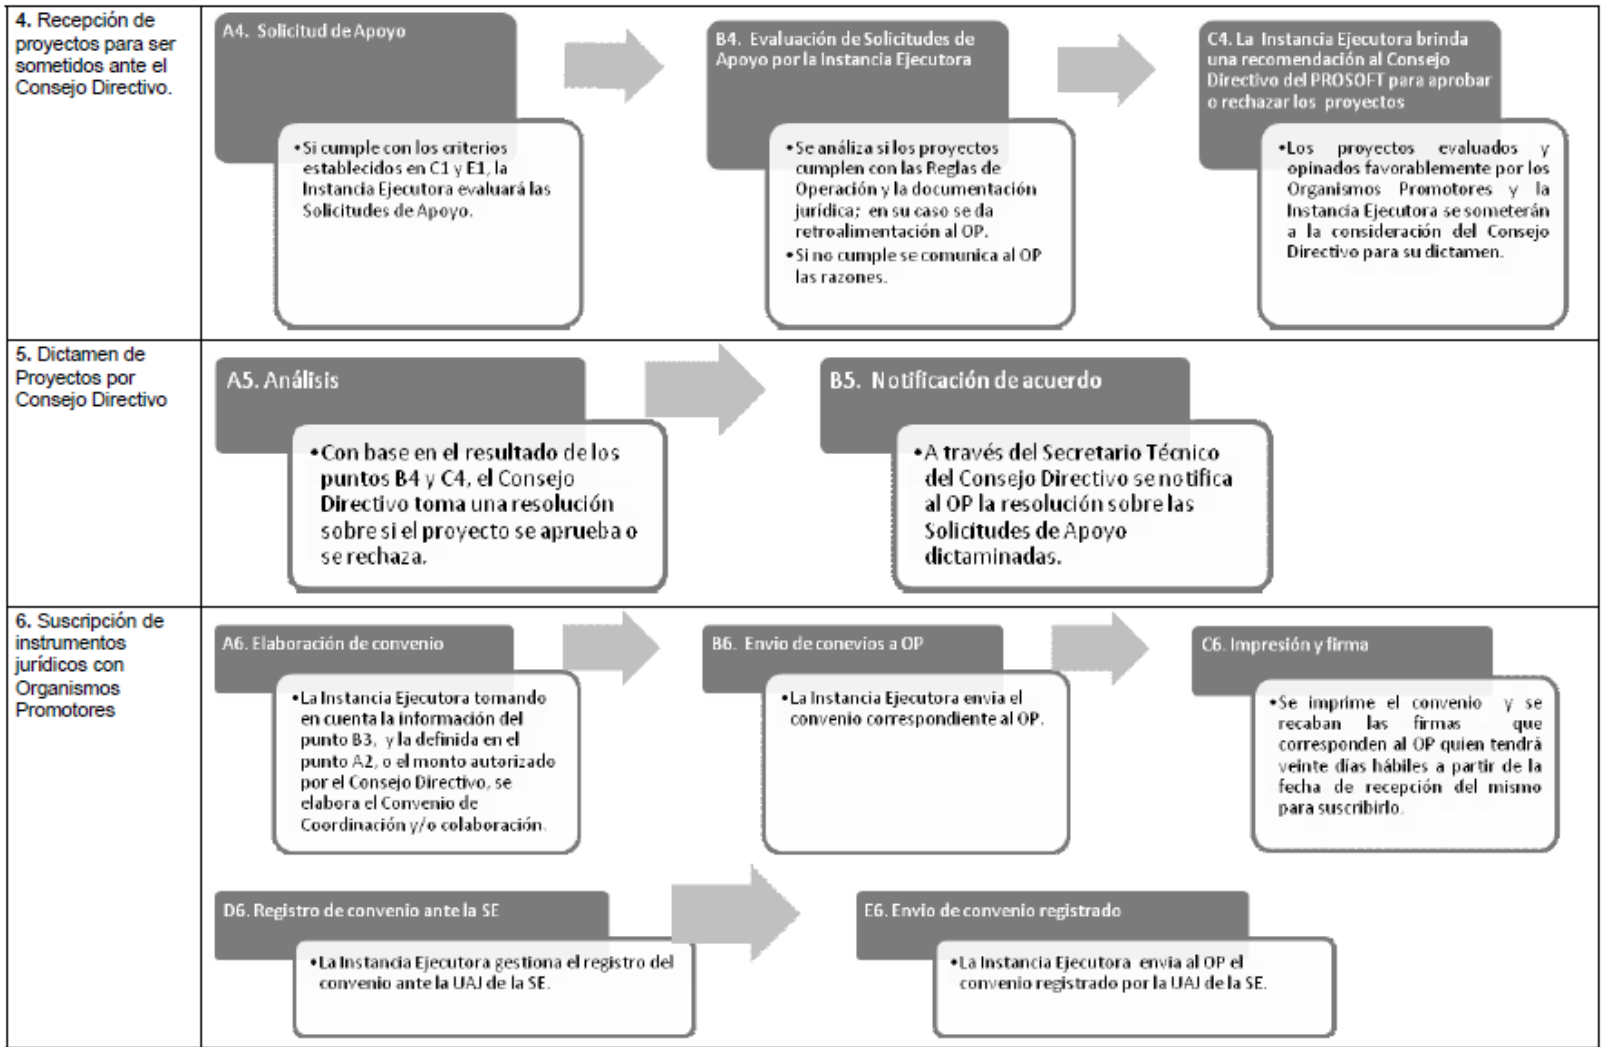 4. Recepción de
proyectos para ser
sometidos ante el
Consejo Directivo.
A4. Solicitud de Apoyo
•Si cumple con los criterios
establecidos en C1 y E1, la
Instancia Ejecutora evaluará las
Solicitudes de Apoyo.
B4. Evaluación de Solicitudes de
Apoyo por la Instancia Ejecutora
•Se análiza si los proyectos
cumplen con las Reglas de
Operación y la documentación
jurídica; en su caso se da
retroalimentación al OP.
•Si no cumple se comunica al OP
las razones.
C4. La Instancia Ejecutora brinda
una recomendación al Consejo
Directivo del PROSOFT para aprobar
o rechazar los proyectos
•Los proyectos evaluados y
opinados favorablemente por los
Organismos Promotores y la
Instancia Ejecutora se someterán
a la consideración del Consejo
Directivo para su dictamen.
5. Dictamen de
Proyectos por
Consejo Directivo
A5. Análisis
•Con base en el resultado de los
puntos B4 y C4, el Consejo
Directivo toma una resolución
sobre si el proyecto se aprueba o
se rechaza.
B5. Notificación de acuerdo
•A través del Secretario Técnico
del Consejo Directivo se notifica
al OP la resolución sobre las
Solicitudes de Apoyo
dictaminadas.
6. Suscripción de
instrumentos
jurídicos con
Organismos
Promotores
A6. Elaboración de convenio
•La Instancia Ejecutora tomando
en cuenta la información del
punto B3, y la definida en el
punto A2, o el monto autorizado
por el Consejo Directivo, se
elabora el Convenio de
Coordinación y/o colaboración.
B6. Envio de conevios a OP
•La Instancia Ejecutora envia el
convenio correspondiente al OP.
C6. Impresión y firma
•Se imprime el convenio y se
recaban las firmas que
corresponden al OP quien tendrá
veinte días hábiles a partir de la
fecha de recepción del mismo
para suscribirlo.
D6. Registro de convenio ante la SE
•La Instancia Ejecutora gestiona el registro del
convenio ante la UAJ de la SE.
E6. Envio de convenio registrado
•La Instancia Ejecutora envia al OP el
convenio registrado por la UAJ de la SE.